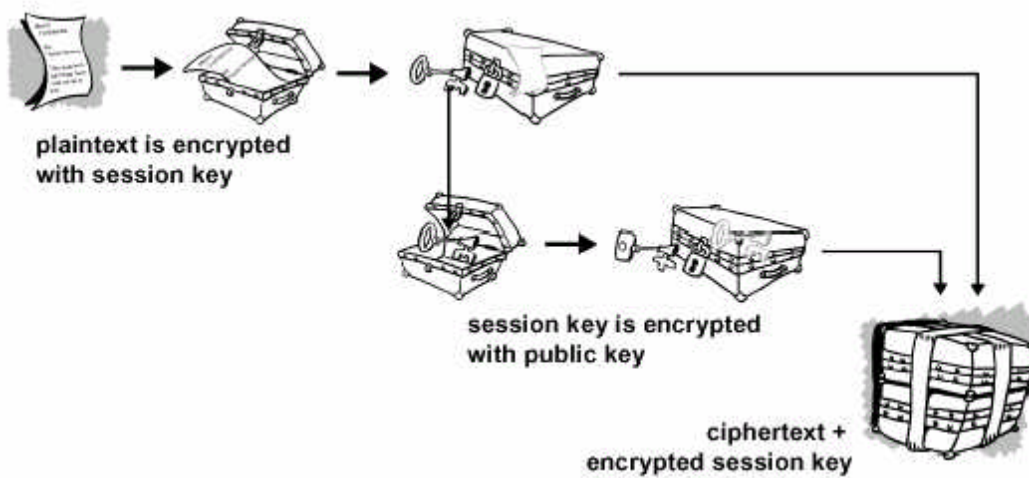 plaintext is encrypted
with session key
session key is encrypted
with public key
ciphertext +
encrypted session key